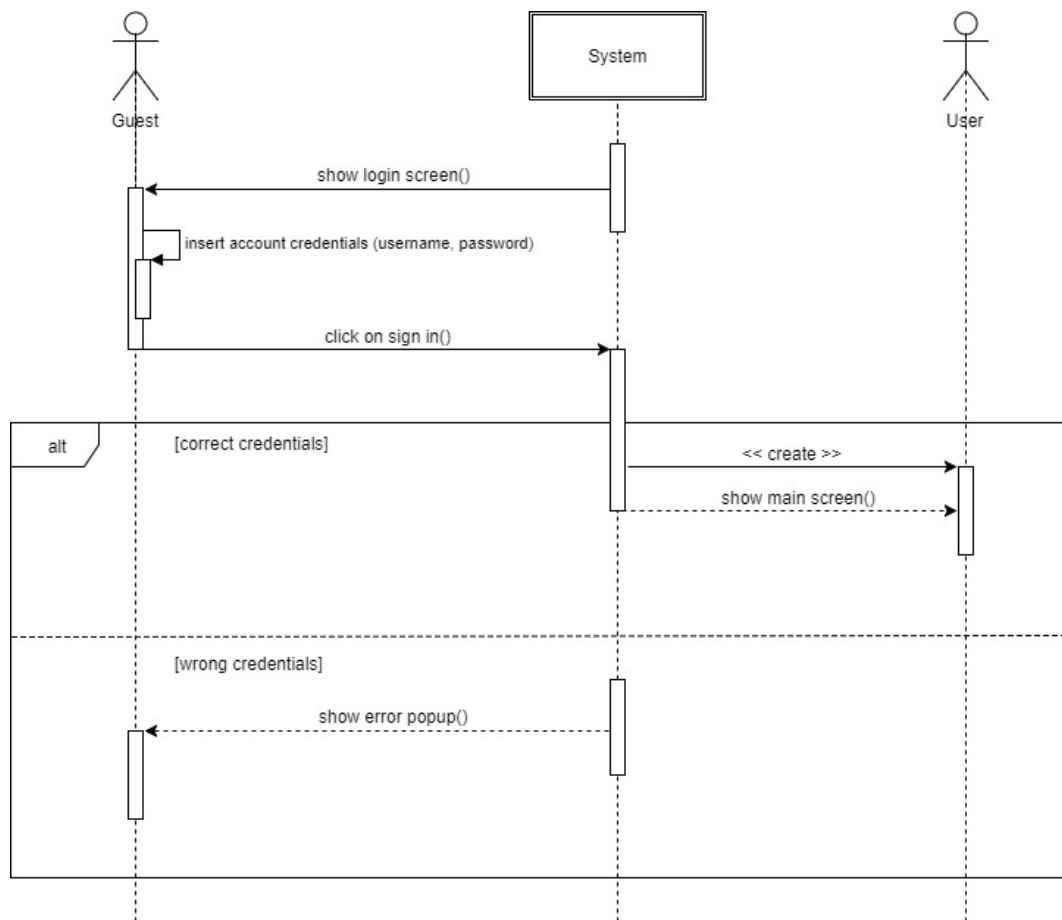 System
Guest
User
show login screen()
insert account credentials (username, password)
click on sign in()
alt
[correct credentials]
<< create >>
show main screen()
[wrong credentials]
show error popup()